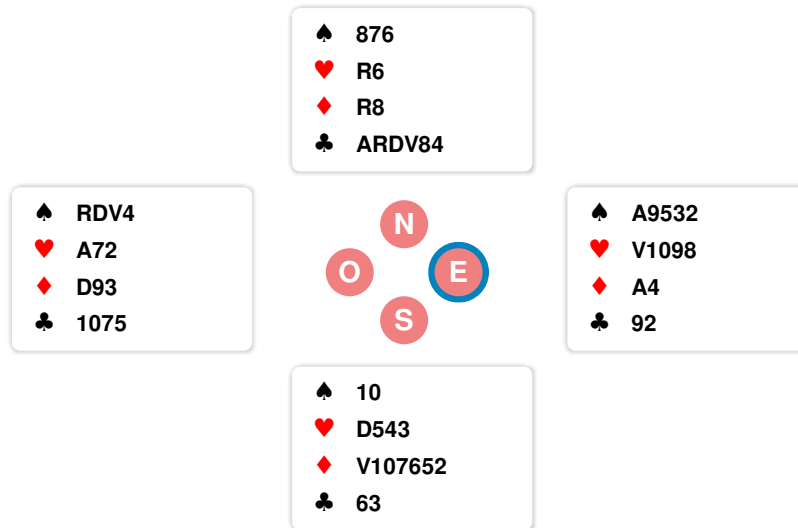 ♠ 876
♥ R6
♦ R8
♣ ARDV84
♠ RDV4
♥ A72
♦ D93
♣ 1075
N
O
E
S
♠ A9532
♥ V1098
♦ A4
♣ 92
♠ 10
♥ D543
♦ V107652
♣ 63